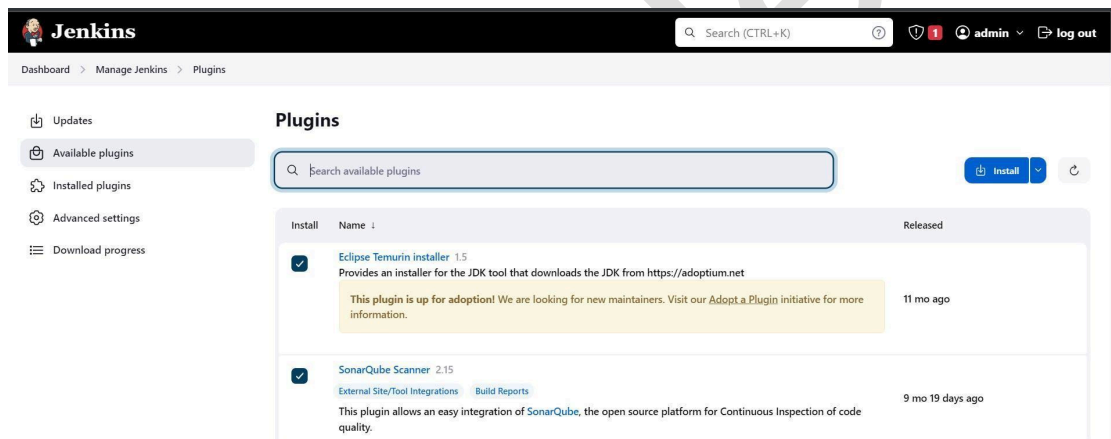 Jenkins
Search (CTRL+K)
1
admin
log out
Dashboard > Manage Jenkins > Plugins
Updates
Available plugins
Installed plugins
Advanced settings
Download progress
Plugins
Search available plugins
Install
Install Name ↓ Released
Eclipse Temurin installer 1.5
Provides an installer for the JDK tool that downloads the JDK from https://adoptium.net
This plugin is up for adoption! We are looking for new maintainers. Visit our Adopt a Plugin initiative for more
information.
11 mo ago
SonarQube Scanner 2.15
External Site/Tool Integrations Build Reports
This plugin allows an easy integration of SonarQube, the open source platform for Continuous Inspection of code
quality.
9 mo 19 days ago